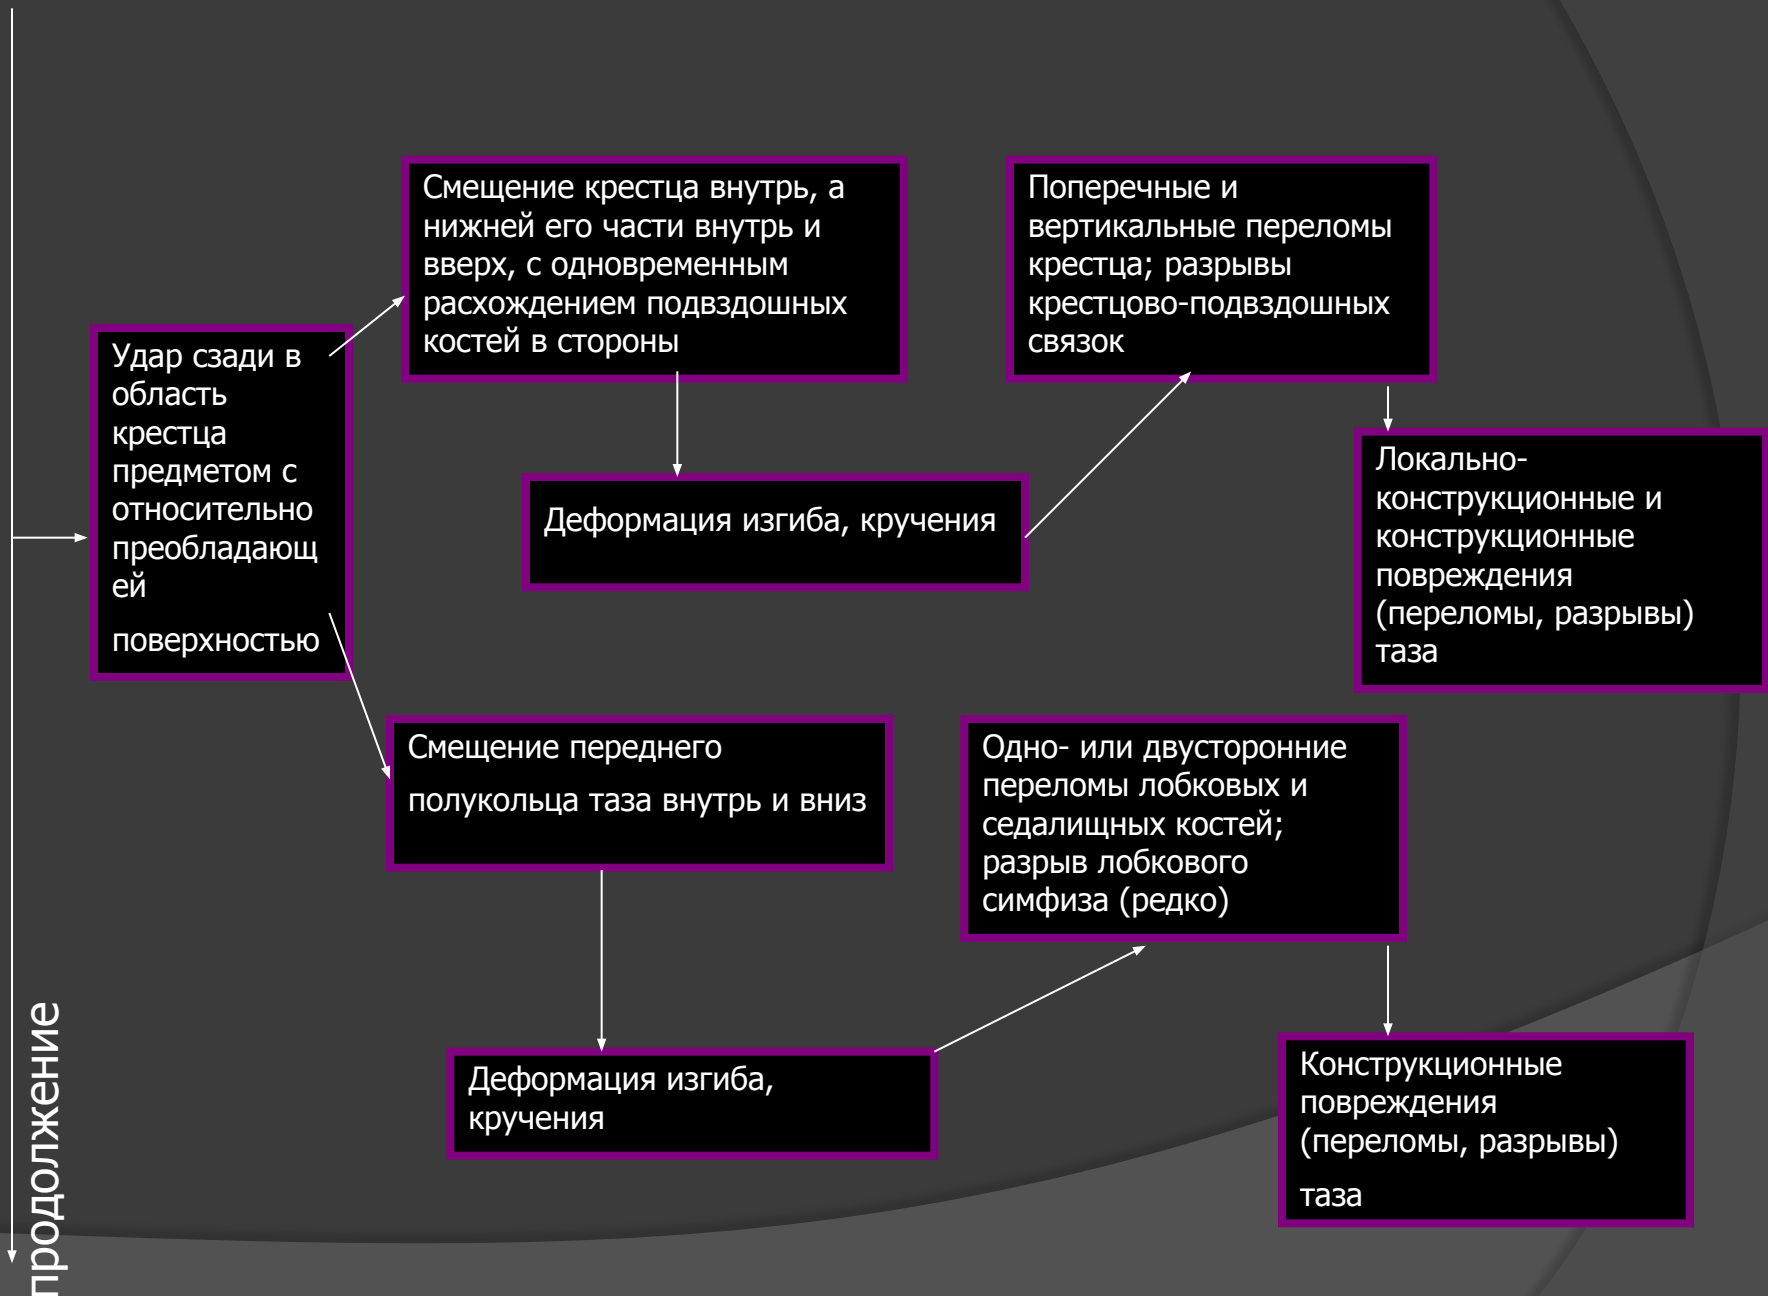 Удар сзади в
область
крестца
предметом с
относительно
преобладающ
ей
поверхностью
Смещение крестца внутрь, а
нижней его части внутрь и
вверх, с одновременным
расхождением подвздошных
костей в стороны
Деформация изгиба, кручения
Поперечные и
вертикальные переломы
крестца; разрывы
крестцово-подвздошных
связок
Локально-
конструкционные и
конструкционные
повреждения
(переломы, разрывы)
таза
Смещение переднего
полукольца таза внутрь и вниз
Деформация изгиба,
кручения
Одно- или двусторонние
переломы лобковых и
седалищных костей;
разрыв лобкового
симфиза (редко)
Конструкционные
повреждения
(переломы, разрывы)
таза
продолжение